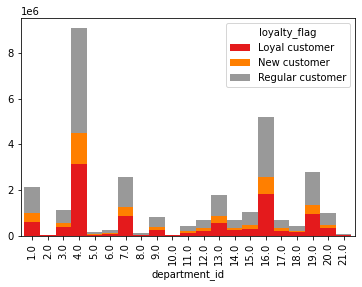 1e6
loyalty_flag
Loyal customer
New customer
Regular customer
8
6
4
2
0
1.0 2.0 3.0 4.0 5.0 6.0 7.0 8.0 9.0 10.0 11.0 12.0 13.0 14.0 15.0 16.0 17.0 18.0 19.0 20.0 21.0
department_id